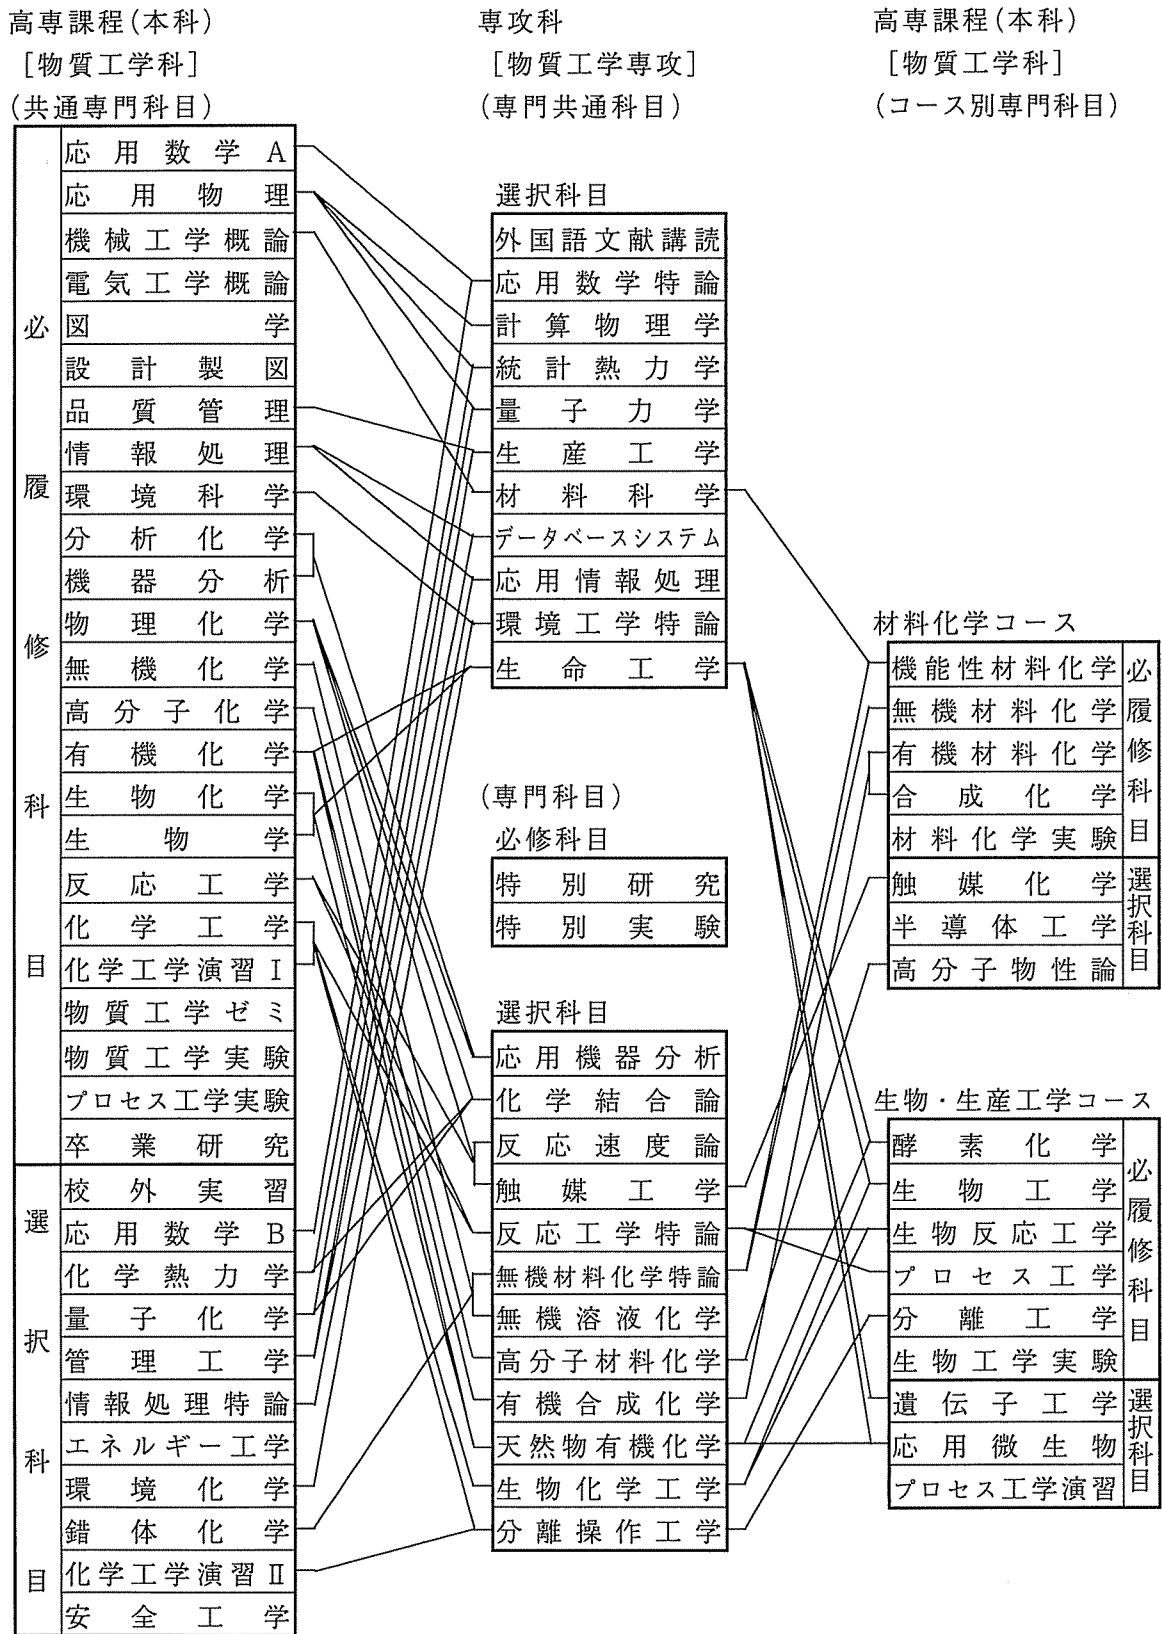 高専課程(本科)
[物質工学科]
(共通専門科目)
必履修科目
応用数学A
応用物理
機械工学概論
電気工学概論
図学
設計製図
品質管理
情報処理
環境科学
分析化学
機器分析
物理化学
無機化学
高分子化学
有機化学
生物化学
生物学
反応工学
化学工学
化学工学演習I
物質工学ゼミ
物質工学実験
プロセス工学実験
卒業研究
選択科目
校外実習
応用数学B
化学熱力学
量子化学
管理工学
情報処理特論
エネルギー工学
環境化学
錯体化学
化学工学演習II
安全工学
専攻科
[物質工学専攻]
(専門共通科目)
選択科目
外国語文献講読
応用数学特論
計算物理学
統計熱力学
量子力学
生産工学
材料科学
データベースシステム
応用情報処理
環境工学特論
生命工学
(専門科目)
必修科目
特別研究
特別実験
選択科目
応用機器分析
化学結合論
反応速度論
触媒工学
反応工学特論
無機材料化学特論
無機溶液化学
高分子材料化学
有機合成化学
天然物有機化学
生物化学工学
分離操作工学
高専課程(本科)
[物質工学科]
(コース別専門科目)
材料化学コース
機能性材料化学
無機材料化学
有機材料化学
合成化学
材料化学実験
必履修科目
触媒化学
半導体工学
高分子物性論
選択科目
生物・生産工学コース
酵素化学
生物工学
生物反応工学
プロセス工学
分離工学
生物工学実験
必履修科目
遺伝子工学
応用微生物
プロセス工学演習
選択科目